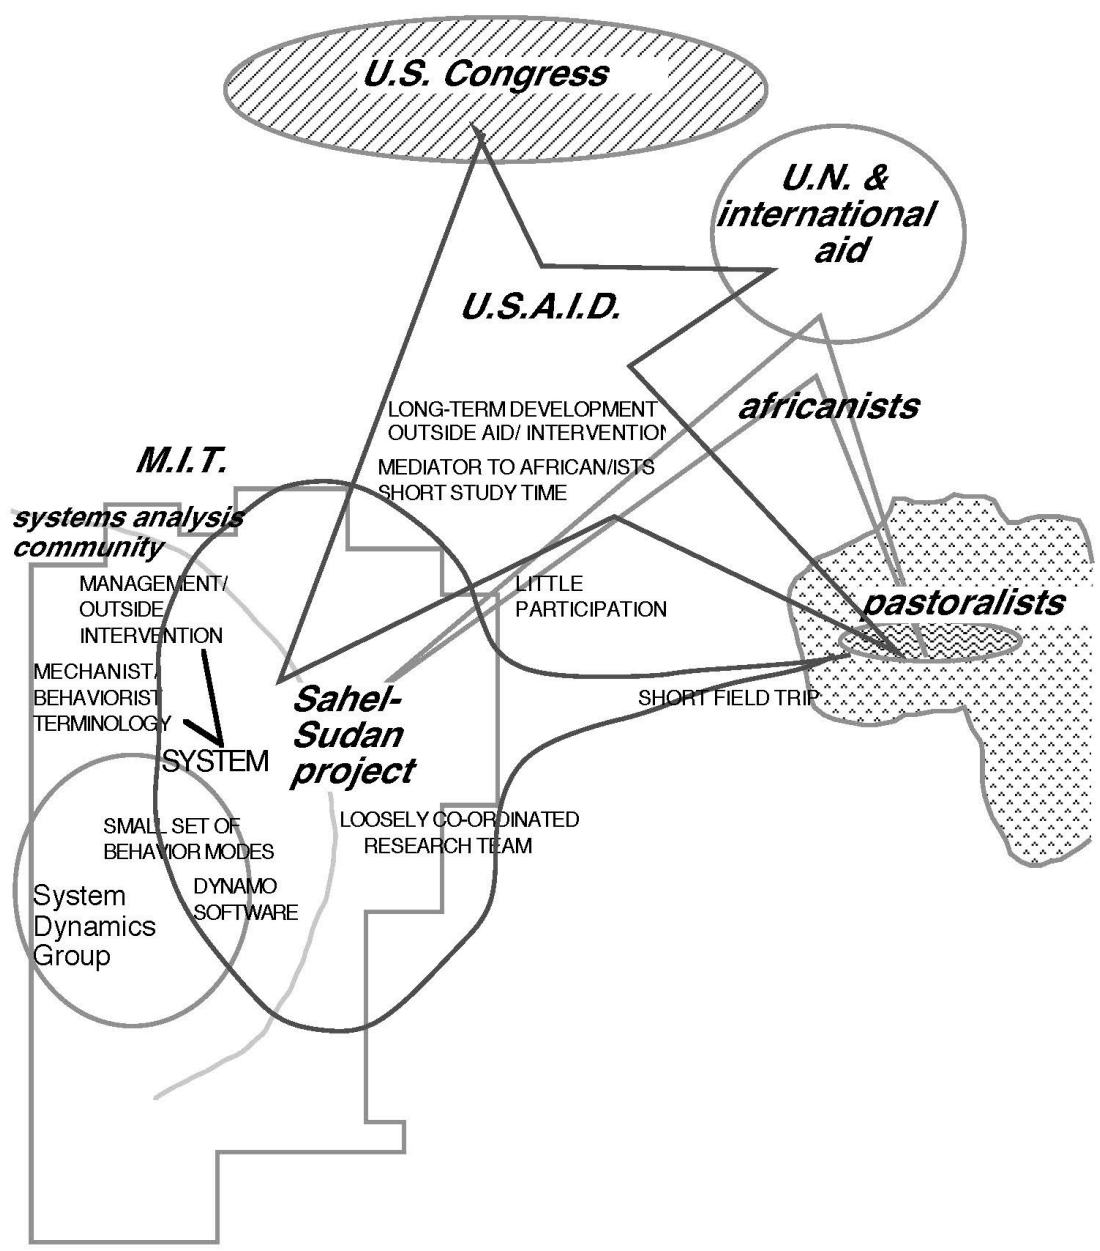 U.S. Congress
U.N. &
international
aid
U.S.A.I.D.
africanists
LONG-TERM DEVELOPMENT
OUTSIDE AID/ INTERVENTION
MEDIATOR TO AFRICAN/ISTS
SHORT STUDY TIME
M.I.T.
systems analysis
community
MANAGEMENT/
OUTSIDE
INTERVENTION
LITTLE
PARTICIPATION
pastoralists
MECHANIST/
BEHAVIORIST
TERMINOLOGY
SHORT FIELD TRIP
Sahel-
Sudan
project
SYSTEM
SMALL SET OF
BEHAVIOR MODES
LOOSELY CO-ORDINATED
RESEARCH TEAM
DYNAMO
SOFTWARE
System
Dynamics
Group